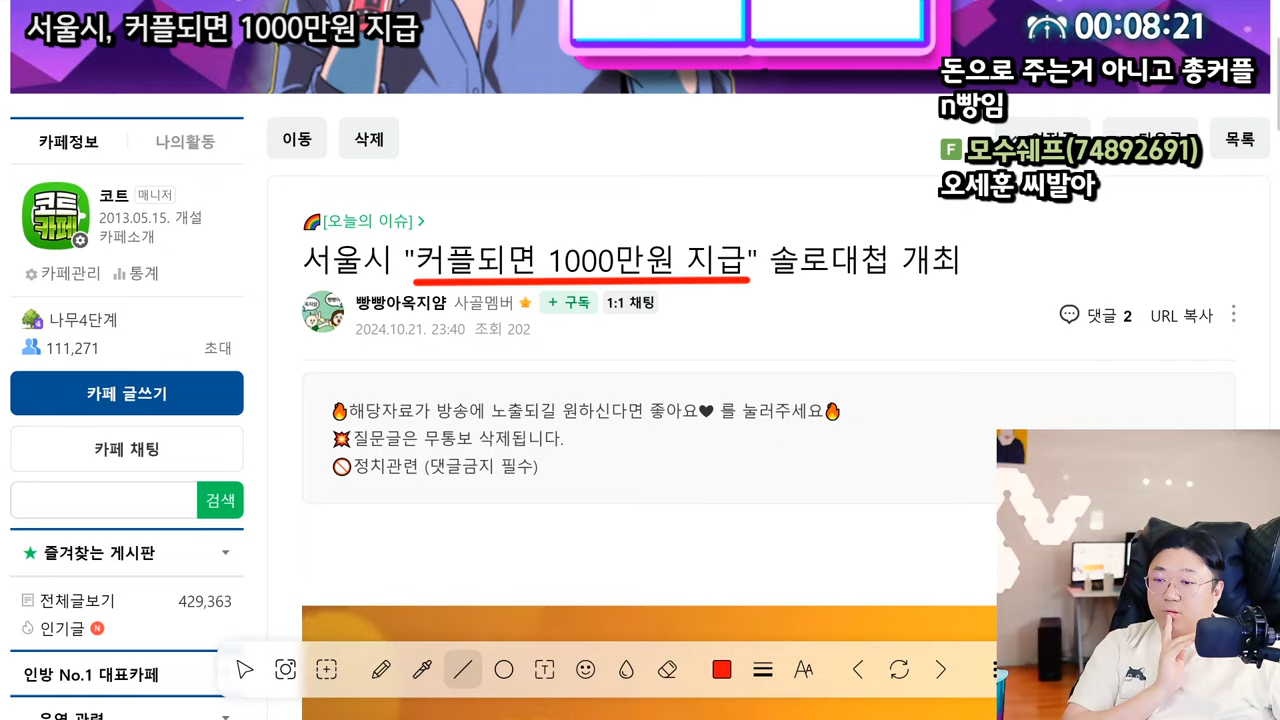 서울시, 커플되면 1000만원 지급
00:08:21
돈으로 주는거 아니고 총커플
n빵임
F 모수쉐프(74892691)
오세훈 씨발아
카페정보
나의활동
이동
삭제
목록
코트 매니저
2013.05.15. 개설
카페소개
코트
카페
카페관리
통계
나무4단계
4
111,271
초대
카페 글쓰기
카페 채팅
검색
즐겨찾는 게시판
전체글보기
429,363
인기글 N
인방 No.1 대표카페
[오늘의 이슈]
서울시 "커플되면 1000만원 지급" 솔로대첩 개최
빵빵아옥지얌 사골멤버 + 구독 1:1 채팅
2024.10.21. 23:40 조회 202
댓글 2
URL 복사
해당자료가 방송에 노출되길 원하신다면 좋아요🖤 를 눌러주세요
질문글은 무통보 삭제됩니다.
정치관련 (댓글금지 필수)
T
AA